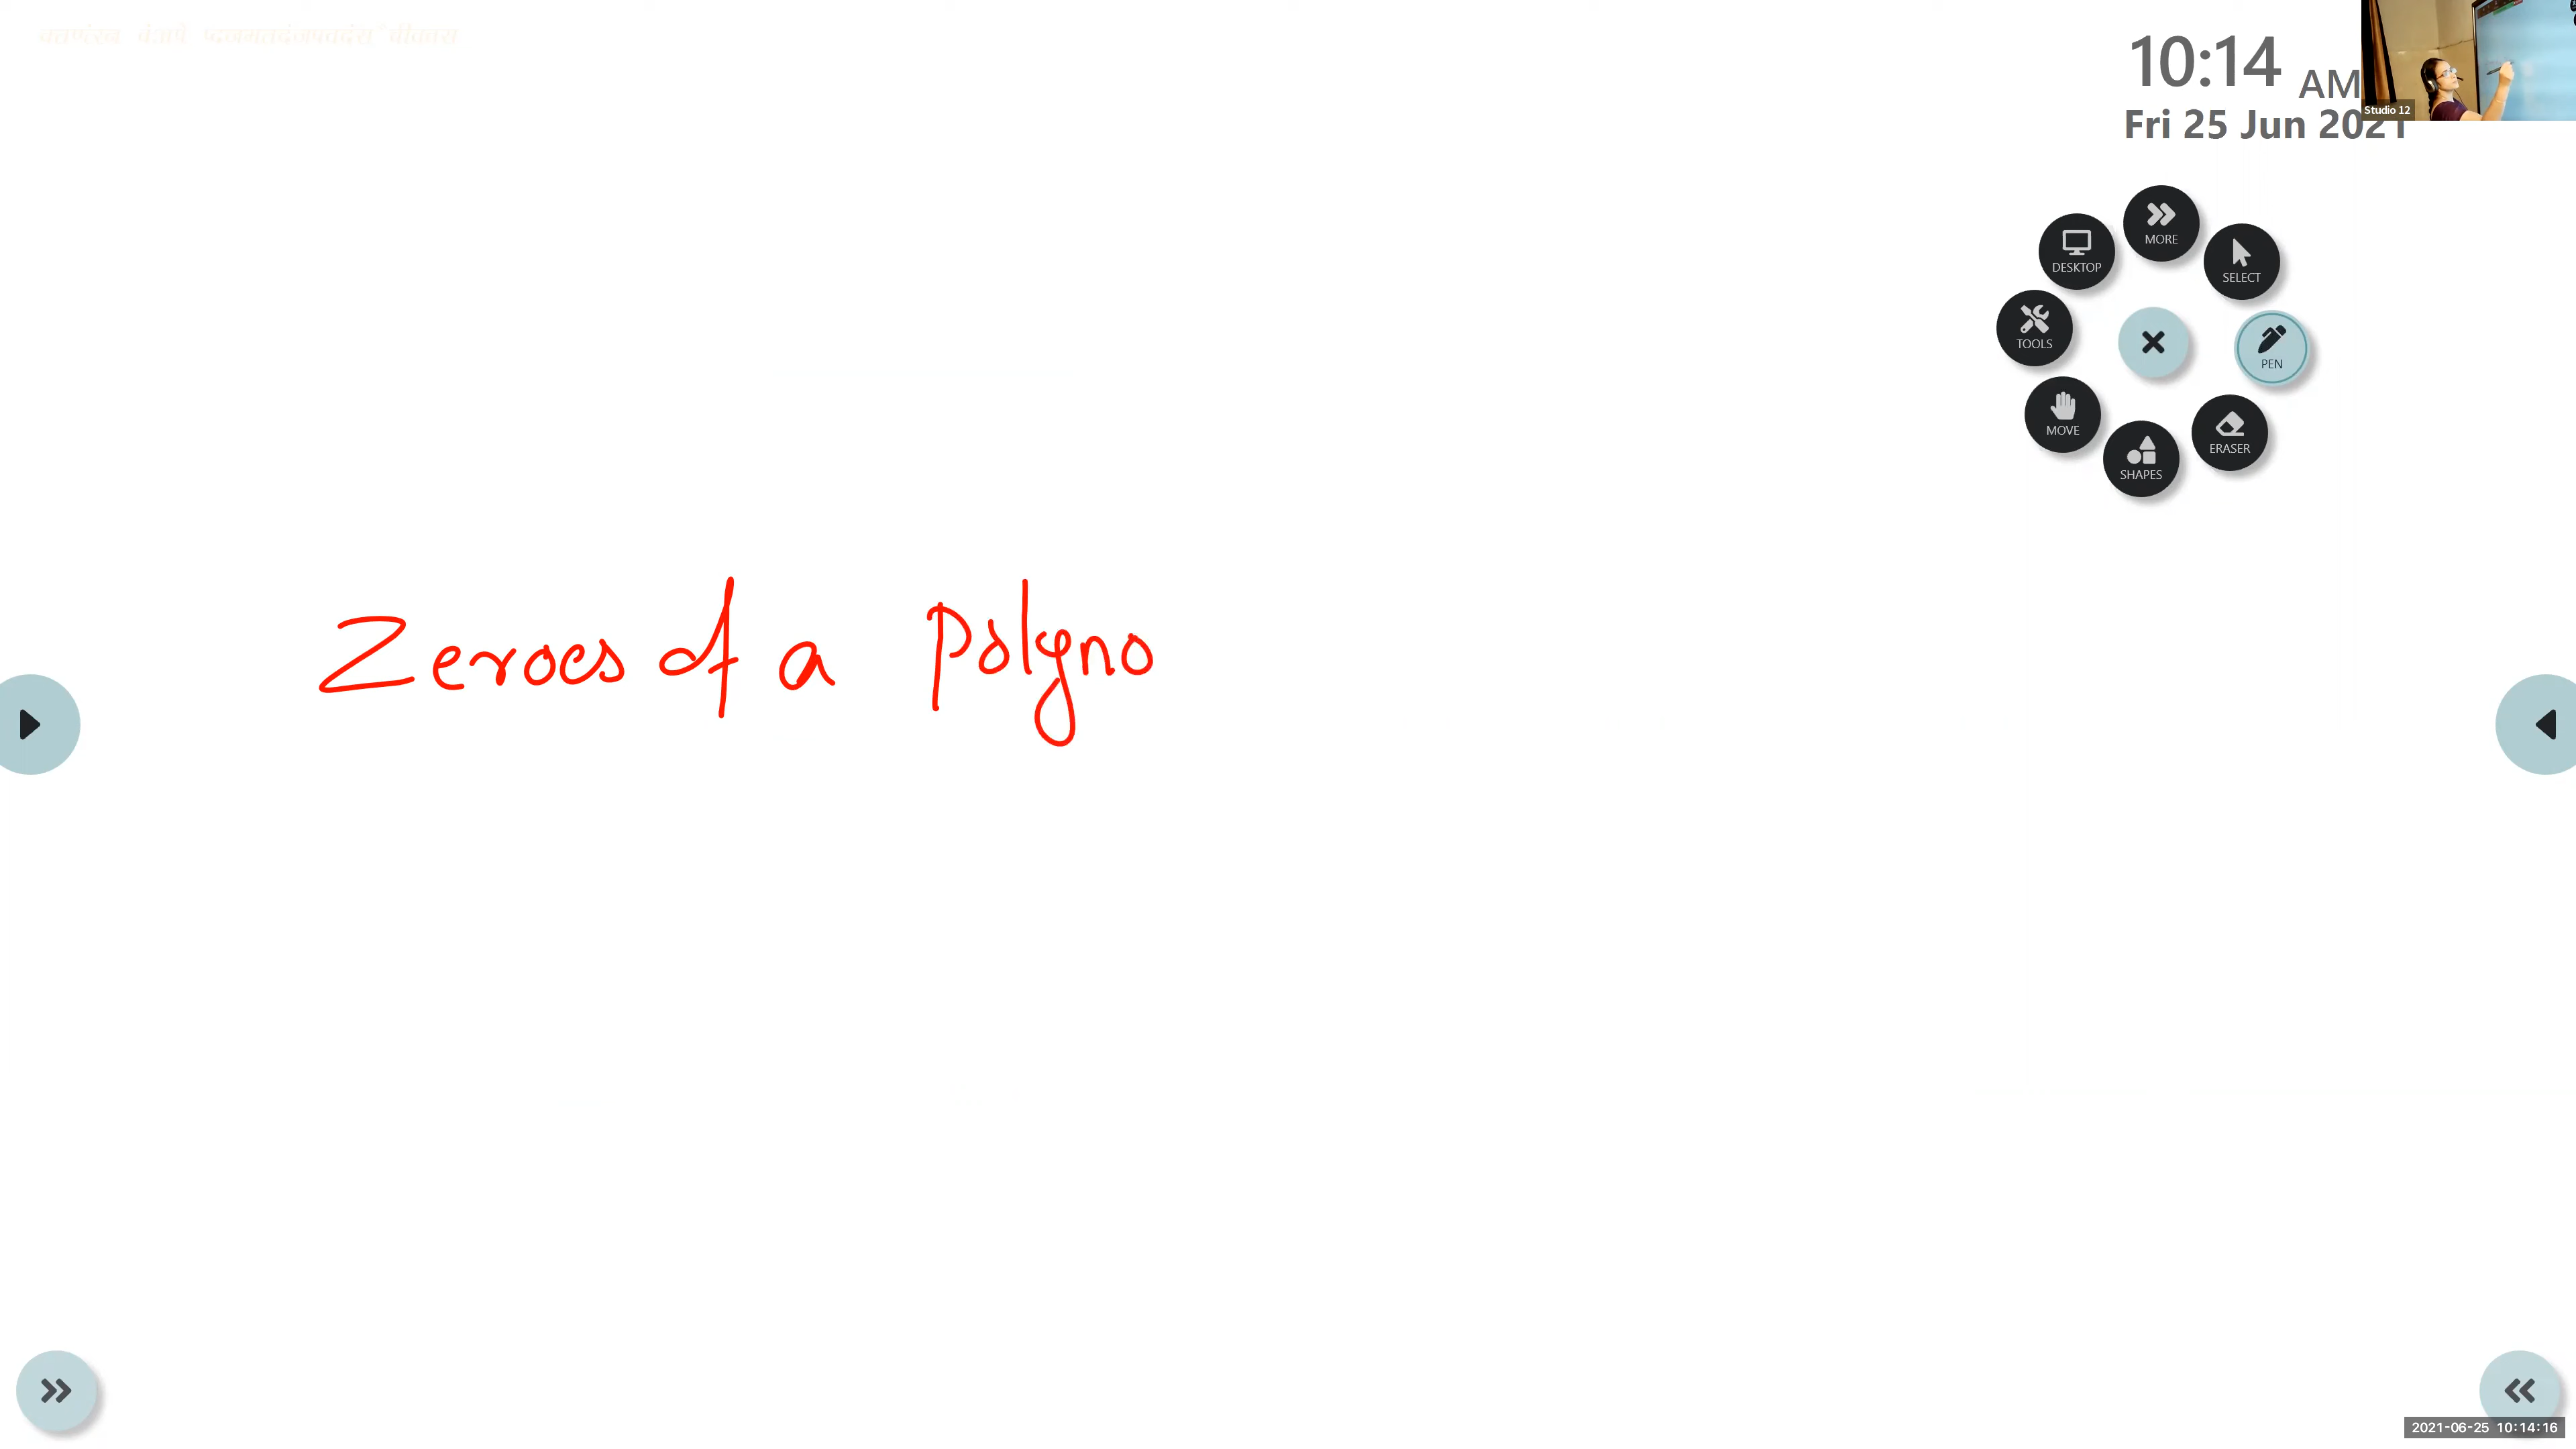 10:14 AM
Fri 25 Jun 2021
Studio 12
MORE
DESKTOP
SELECT
TOOLS
PEN
MOVE
ERASER
SHAPES
Zeroes of a Polyno
2021-06-25 10:14:16